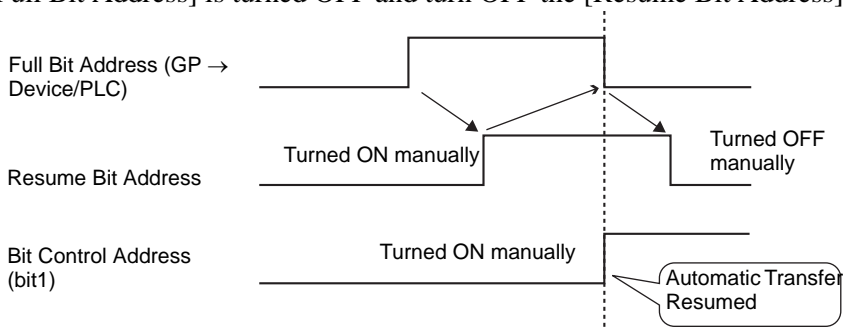 Full Bit Address] is turned OFF and turn OFF the [Resume Bit Address]
Full Bit Address (GP →
Device/PLC)
Turned ON manually
Turned OFF
manually
Resume Bit Address
Bit Control Address
(bit1)
Turned ON manually
Automatic Transfer
Resumed